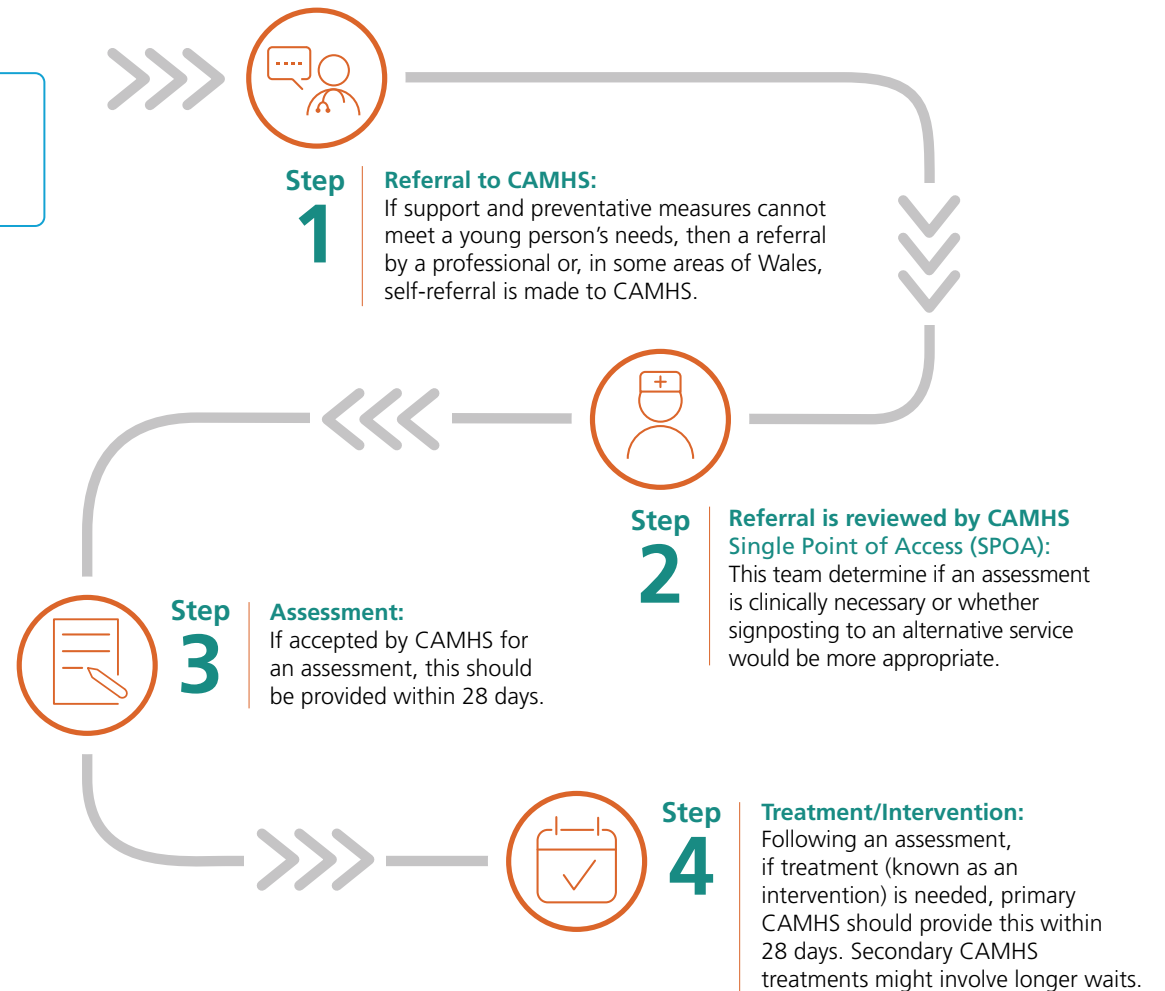 Step
1
Referral to CAMHS:
If support and preventative measures cannot
meet a young person's needs, then a referral
by a professional or, in some areas of Wales,
self-referral is made to CAMHS.
Step
2
Referral is reviewed by CAMHS
Single Point of Access (SPOA):
This team determine if an assessment
is clinically necessary or whether
signposting to an alternative service
would be more appropriate.
Step
3
Assessment:
If accepted by CAMHS for
an assessment, this should
be provided within 28 days.
Step
4
Treatment/Intervention:
Following an assessment,
if treatment (known as an
intervention) is needed, primary
CAMHS should provide this within
28 days. Secondary CAMHS
treatments might involve longer waits.